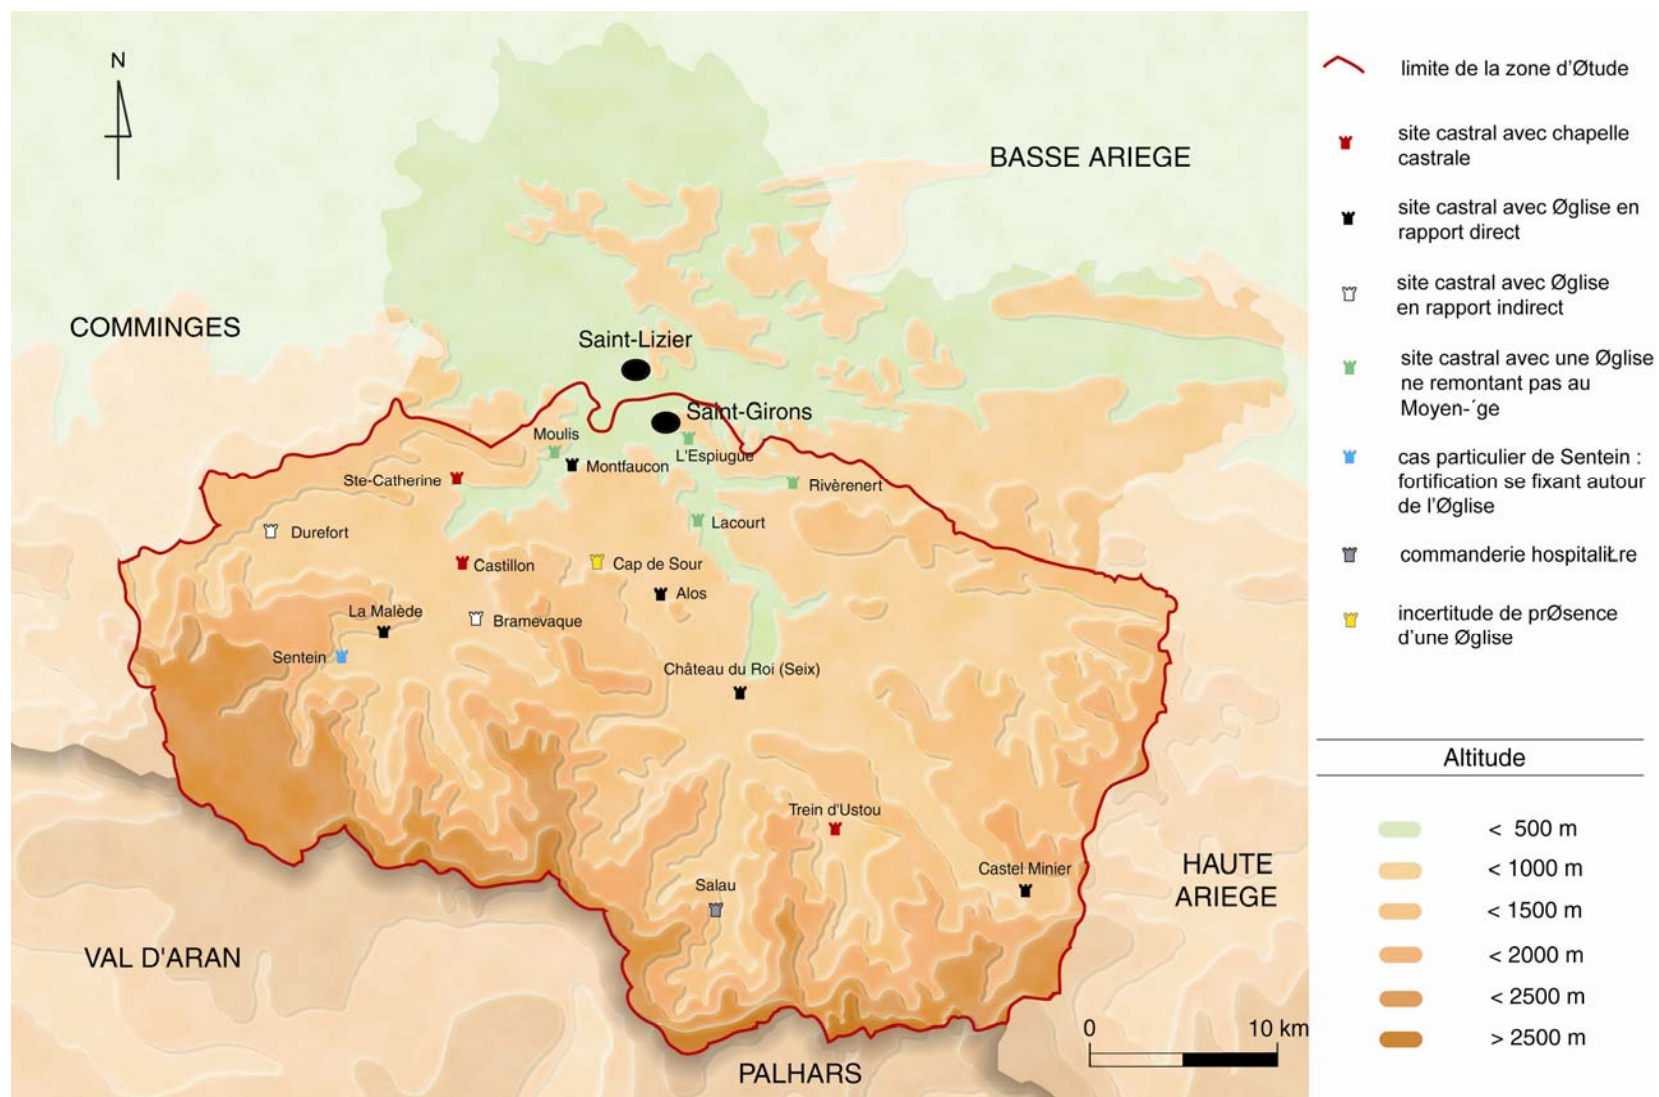 N
BASSE ARIEGE
COMMINGES
Saint-Lizier
Saint-Girons
Moulis
L'Espiugue
Montfaucon
Ste-Catherine
Rivèrenert
Lacourt
Durefort
Castillon
Cap de Sour
Alos
La Malède
Bramevaque
Sentein
Château du Roi (Seix)
Trein d'Ustou
Castel Minier
Salau
HAUTE
ARIEGE
VAL D'ARAN
PALHARS
0
10 km
limite de la zone d'Øtude
site castral avec chapelle
castrale
site castral avec Øglise en
rapport direct
site castral avec Øglise
en rapport indirect
site castral avec une Øglise
ne remontant pas au
Moyen-´ge
cas particulier de Sentein :
fortification se fixant autour
de l'Øglise
commanderie hospitaliŁre
incertitude de prØsence
d'une Øglise
Altitude
< 500 m
< 1000 m
< 1500 m
< 2000 m
< 2500 m
> 2500 m